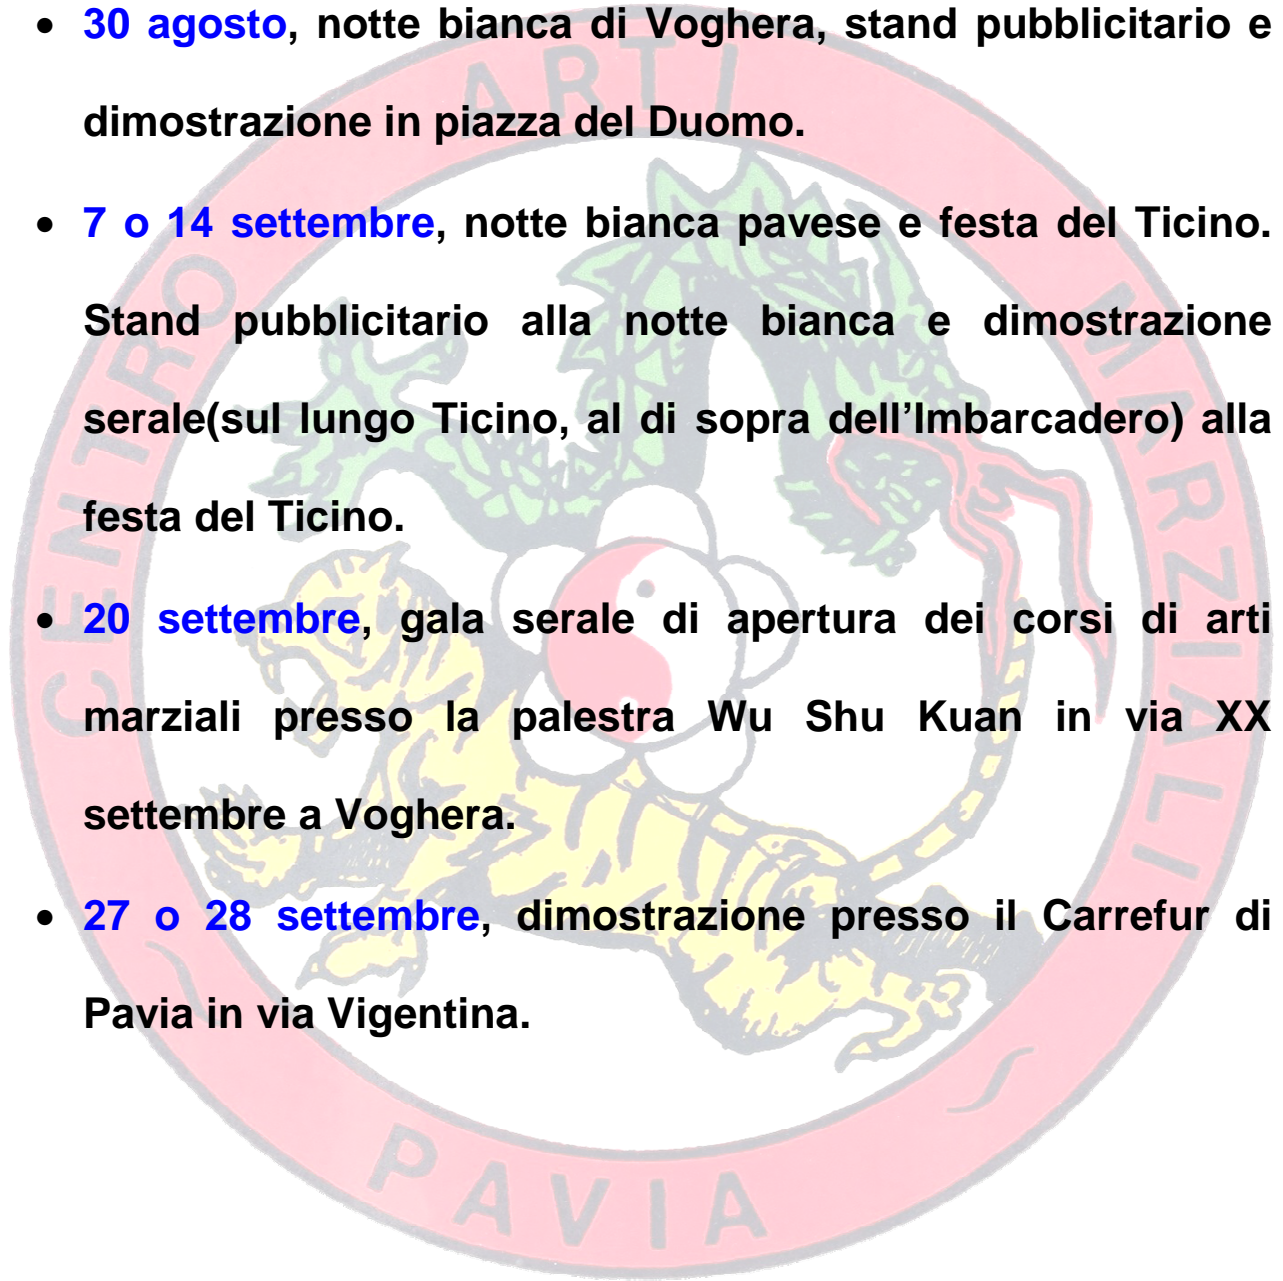 • 30 agosto, notte bianca di Voghera, stand pubblicitario e
dimostrazione in piazza del Duomo.
• 7 o 14 settembre, notte bianca pavese e festa del Ticino.
Stand pubblicitario alla notte bianca e dimostrazione
serale(sul lungo Ticino, al di sopra dell’Imbarcadero) alla
festa del Ticino.
• 20 settembre, gala serale di apertura dei corsi di arti
marziali presso la palestra Wu Shu Kuan in via XX
settembre a Voghera.
• 27 o 28 settembre, dimostrazione presso il Carrefur di
Pavia in via Vigentina.
CENTRO ARTI MARZIALI
PAVIA